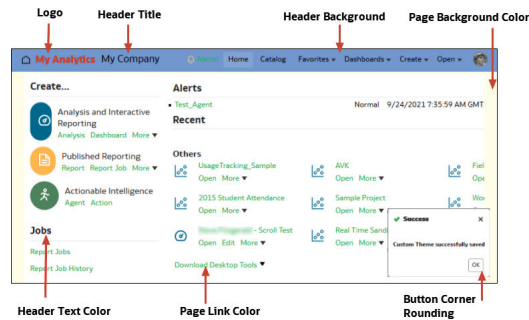 Logo
Header Title
Header Background
Page Background Color
My Analytics My Company Alerts Home Catalog Favorites Dashboards Create Open
Create...
Analysis and Interactive
Reporting
Analysis Dashboard More
Published Reporting
Report Report Job More
Actionable Intelligence
Agent Action
Jobs
Report Jobs
Report Job History
Alerts
Test_Agent Normal 9/24/2021 7:35:59 AM GMT
Recent
Others
UsageTracking_Sample
Open More
AVK
Open More
Fiel
Ope
2015 Student Attendance
Open More
Sample Project
Open More
Wor
- Scroll Test
Open Edit More
Real Time Sandi
Open More
Download Desktop Tools
Success
Custom Theme successfully saved
OK
Header Text Color
Page Link Color
Button Corner
Rounding